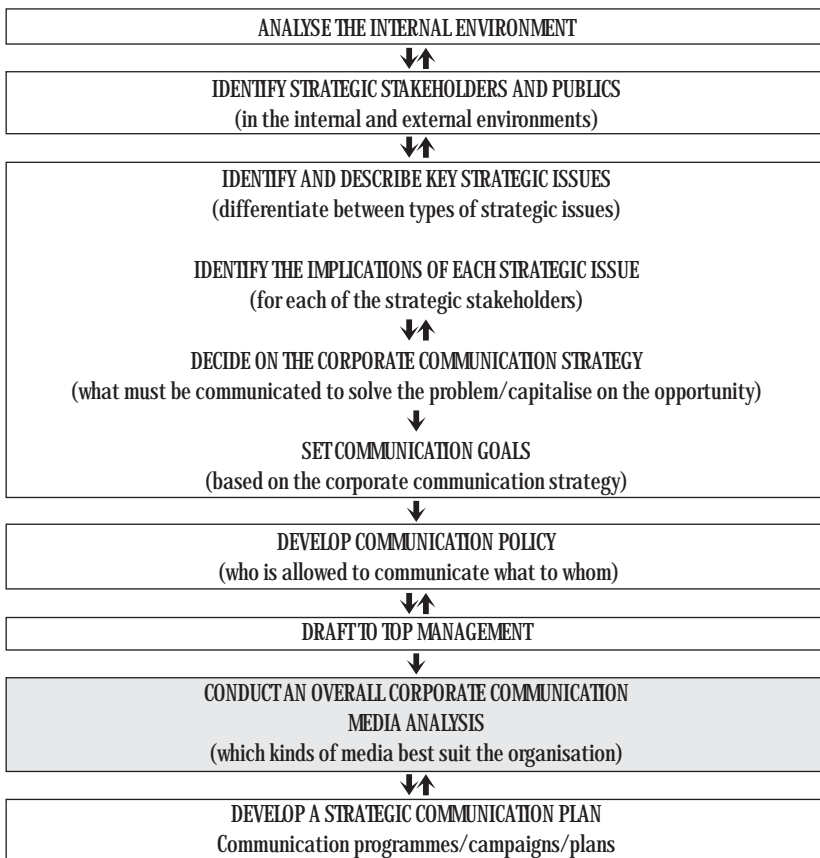 ANALYSE THE INTERNAL ENVIRONMENT
IDENTIFY STRATEGIC STAKEHOLDERS AND PUBLICS
(in the internal and external environments)
IDENTIFY AND DESCRIBE KEY STRATEGIC ISSUES
(differentiate between types of strategic issues)
IDENTIFY THE IMPLICATIONS OF EACH STRATEGIC ISSUE
(for each of the strategic stakeholders)
DECIDE ON THE CORPORATE COMMUNICATION STRATEGY
(what must be communicated to solve the problem/capitalise on the opportunity)
SET COMMUNICATION GOALS
(based on the corporate communication strategy)
DEVELOP COMMUNICATION POLICY
(who is allowed to communicate what to whom)
DRAFT TO TOP MANAGEMENT
CONDUCT AN OVERALL CORPORATE COMMUNICATION
MEDIA ANALYSIS
(which kinds of media best suit the organisation)
DEVELOP A STRATEGIC COMMUNICATION PLAN
Communication programmes/campaigns/plans